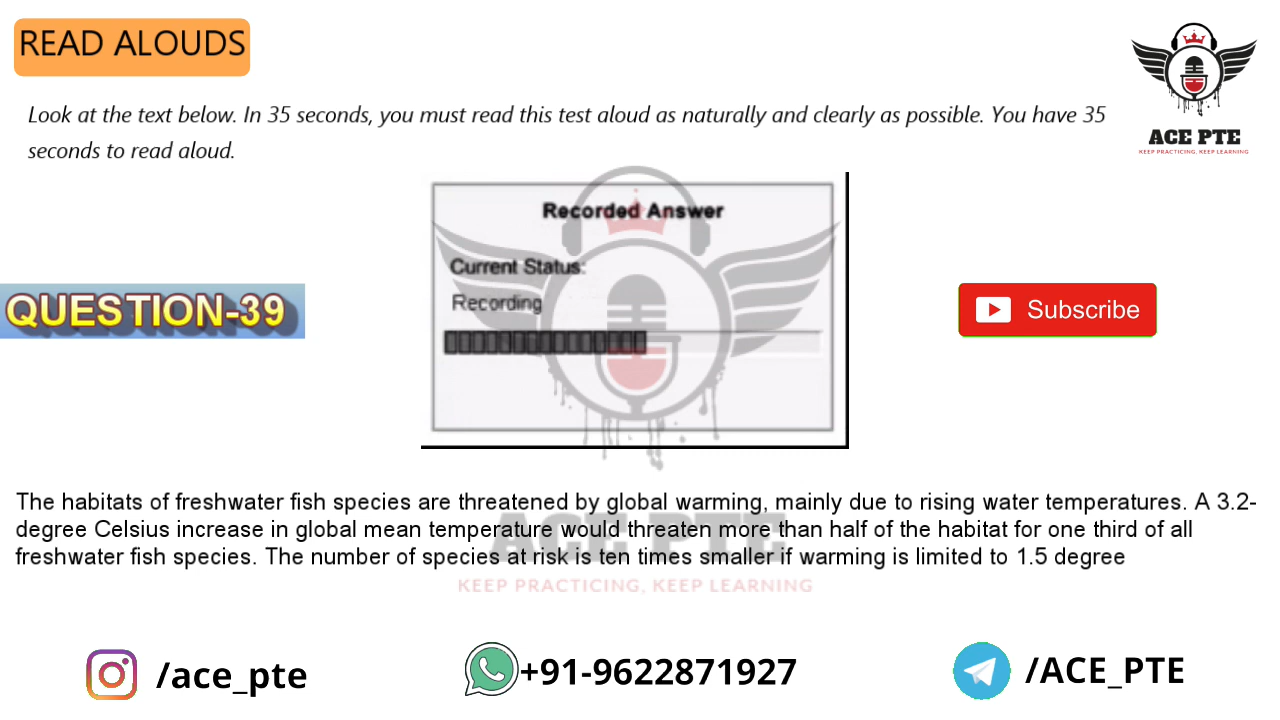 READ ALOUDS
ACE PTE
KEEP PRACTICING, KEEP LEARNING
Look at the text below. In 35 seconds, you must read this test aloud as naturally and clearly as possible. You have 35
seconds to read aloud.
Recorded Answer
Current Status:
Recording
QUESTION-39
Subscribe
The habitats of freshwater fish species are threatened by global warming, mainly due to rising water temperatures. A 3.2-
degree Celsius increase in global mean temperature would threaten more than half of the habitat for one third of all
freshwater fish species. The number of species at risk is ten times smaller if warming is limited to 1.5 degree
ACE PTE
KEEP PRACTICING, KEEP LEARNING
/ace_pte
+91-9622871927
/ACE_PTE